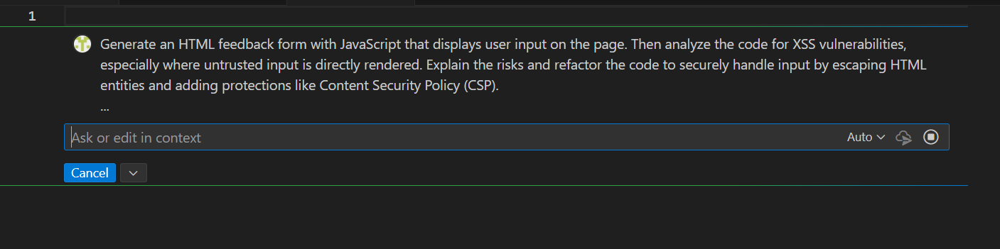 1
Generate an HTML feedback form with JavaScript that displays user input on the page. Then analyze the code for XSS vulnerabilities,
especially where untrusted input is directly rendered. Explain the risks and refactor the code to securely handle input by escaping HTML
entities and adding protections like Content Security Policy (CSP).
...
Ask or edit in context Auto
Cancel